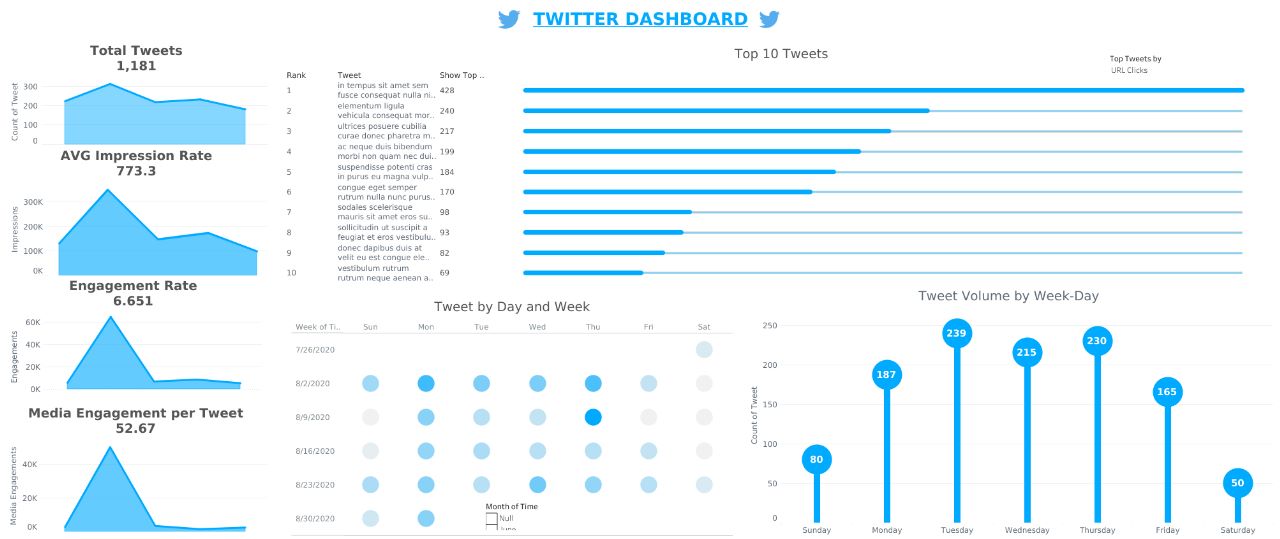 TWITTER DASHBOARD
Total Tweets
1,181
300
200
100
0
Count of Tweet
AVG Impression Rate
773.3
300K
200K
100K
0K
Impressions
Engagement Rate
6.651
60K
40K
20K
0K
Engagements
Media Engagement per Tweet
52.67
40K
20K
0K
Media Engagements
Top 10 Tweets
Top Tweets by
URL Clicks
Rank Tweet Show Top ..
1 in tempus sit amet sem 428
fusce consequat nulla ni..
2 elementum ligula 240
vehicula consequat mor..
3 ultrices posuere cubilia 217
curae donec pharetra m..
4 ac neque duis bibendum 199
morbi non quam nec dui..
5 suspendisse potenti cras 184
in purus eu magna vulp..
6 congue eget semper 170
rutrum nulla nunc purus..
7 sodales scelerisque 98
mauris sit amet eros su..
8 sollicitudin ut suscipit a 93
feugiat et eros vestibulu..
9 donec dapibus duis at 82
velit eu est congue ele..
10 vestibulum rutrum 69
rutrum neque aenean a..
Tweet by Day and Week
Week of Ti.. Sun Mon Tue Wed Thu Fri Sat
7/26/2020
8/2/2020
8/9/2020
8/16/2020
8/23/2020
8/30/2020
Month of Time
Null
June
Tweet Volume by Week-Day
250
200
150
100
50
0
Count of Tweet
80
187
239
215
230
165
50
Sunday Monday Tuesday Wednesday Thursday Friday Saturday